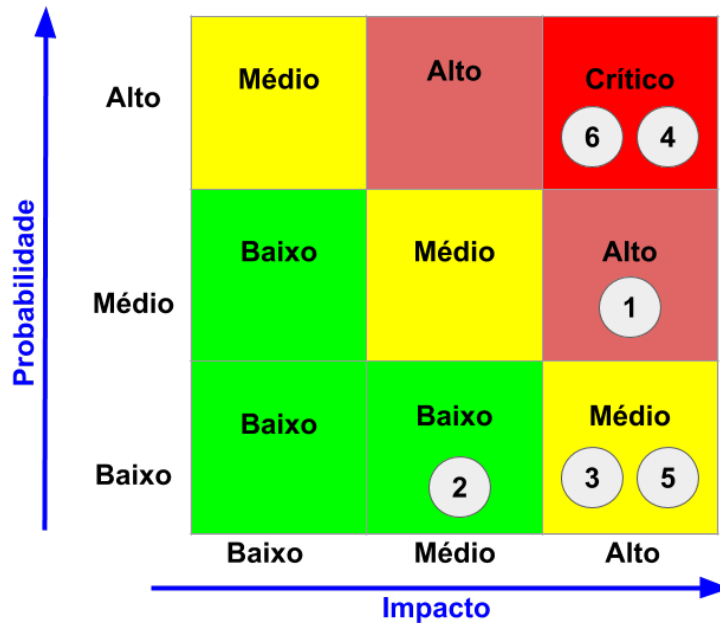 Probabilidade
Alto
Médio
Alto
Crítico
6 4
Médio
Baixo
Médio
Alto
1
Baixo
Baixo
Baixo
2
Médio
3 5
Baixo Médio Alto
Impacto